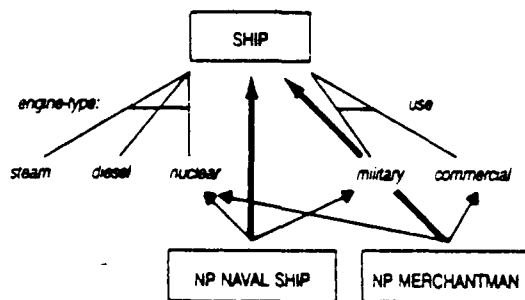 SHIP
engine-type:
use
steam
diesel
nuclear
military
commercial
NP NAVAL SHIP
NP MERCHANTMAN